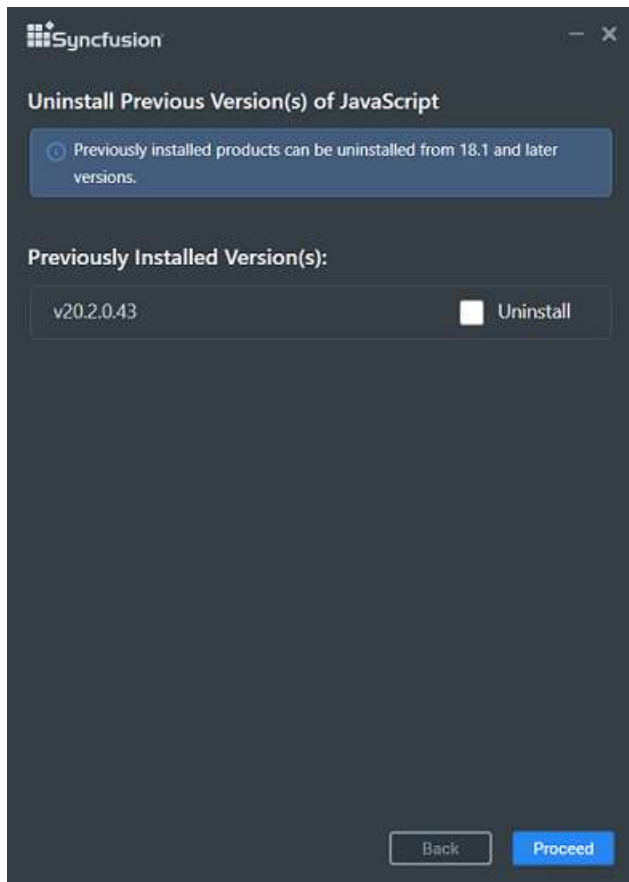 Syncfusion
Uninstall Previous Version(s) of JavaScript
Previously installed products can be uninstalled from 18.1 and later
versions.
Previously Installed Version(s):
v20.2.0.43 Uninstall
Back Proceed